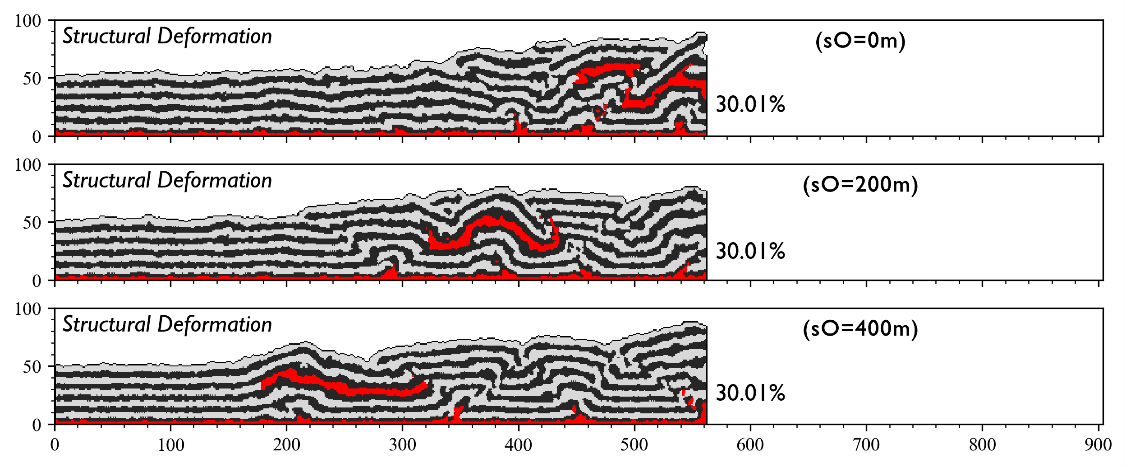 100
Structural Deformation
(sO=0m)
50
30.01%
0
100
Structural Deformation
(sO=200m)
50
30.01%
0
100
Structural Deformation
(sO=400m)
50
30.01%
0
0 100 200 300 400 500 600 700 800 900